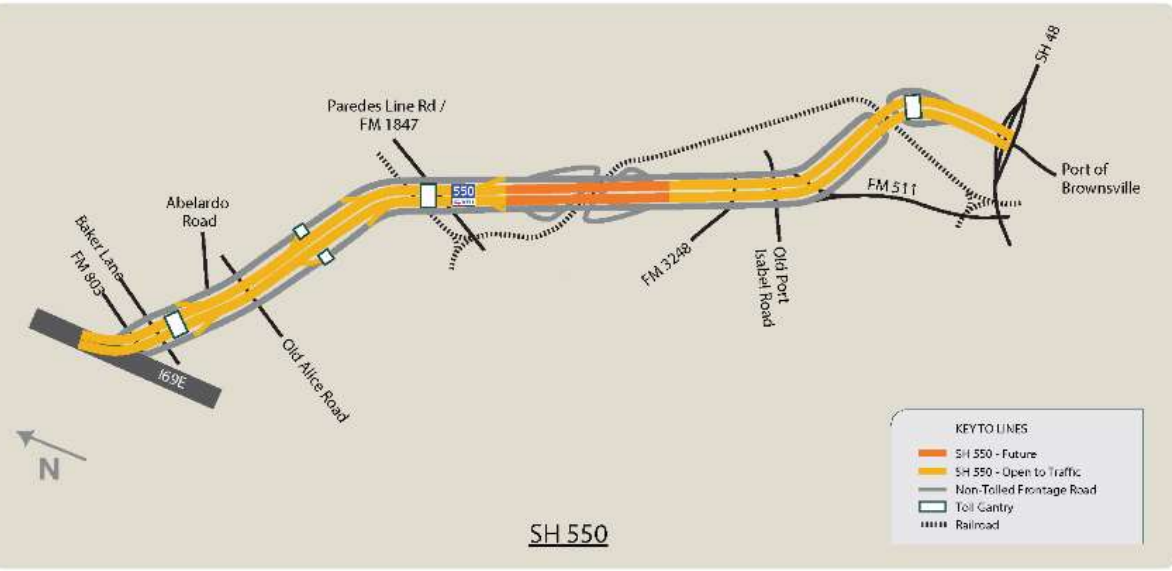 SH 48
Paredes Line Rd /
FM 1847
Port of
Brownsville
FM 511
550
Abelardo
Road
Baker Lane
FM 803
FM 3248
Old Port
Isabel Road
Old Alice Road
I69E
N
KEY TO LINES
SH 550 - Future
SH 550 - Open to Traffic
Non-Tolled Frontage Road
Toll Gantry
Railroad
SH 550